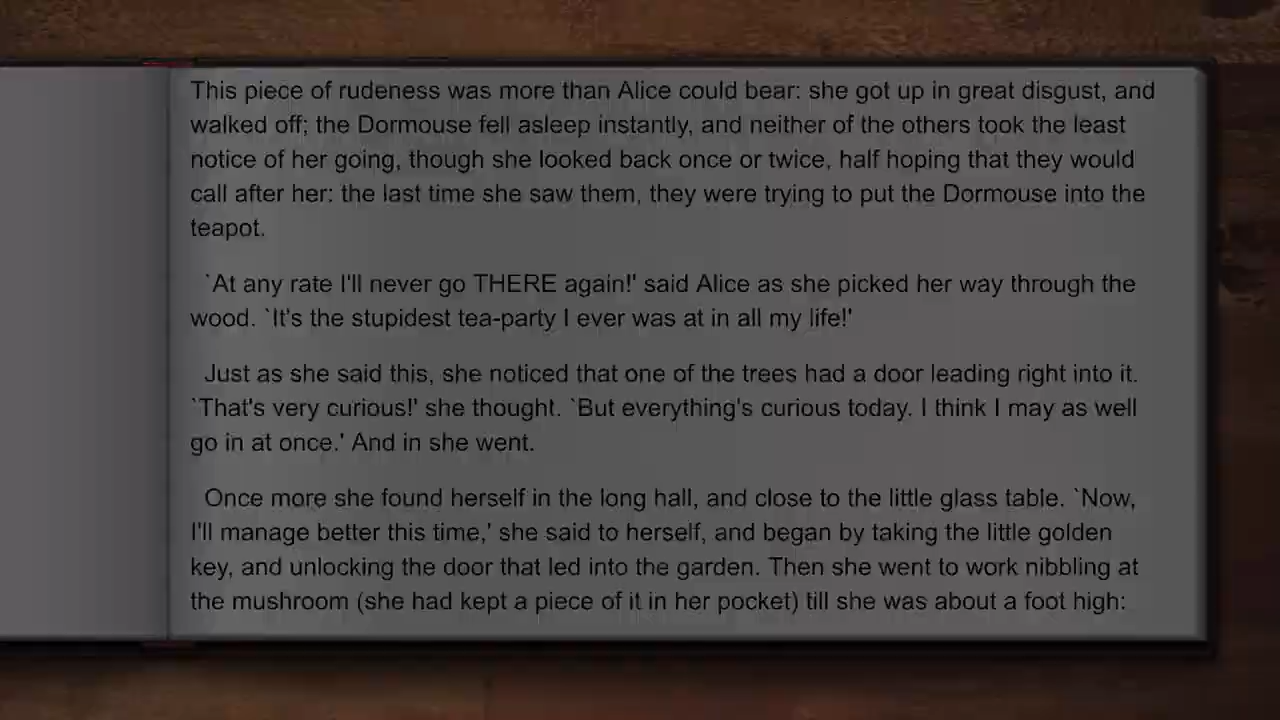 This piece of rudeness was more than Alice could bear: she got up in great disgust, and
walked off; the Dormouse fell asleep instantly, and neither of the others took the least
notice of her going, though she looked back once or twice, half hoping that they would
call after her: the last time she saw them, they were trying to put the Dormouse into the
teapot.
`At any rate I'll never go THERE again!' said Alice as she picked her way through the
wood. `It's the stupidest tea-party I ever was at in all my life!'
Just as she said this, she noticed that one of the trees had a door leading right into it.
`That's very curious!' she thought. `But everything's curious today. I think I may as well
go in at once.' And in she went.
Once more she found herself in the long hall, and close to the little glass table. `Now,
I'll manage better this time,' she said to herself, and began by taking the little golden
key, and unlocking the door that led into the garden. Then she went to work nibbling at
the mushroom (she had kept a piece of it in her pocket) till she was about a foot high: